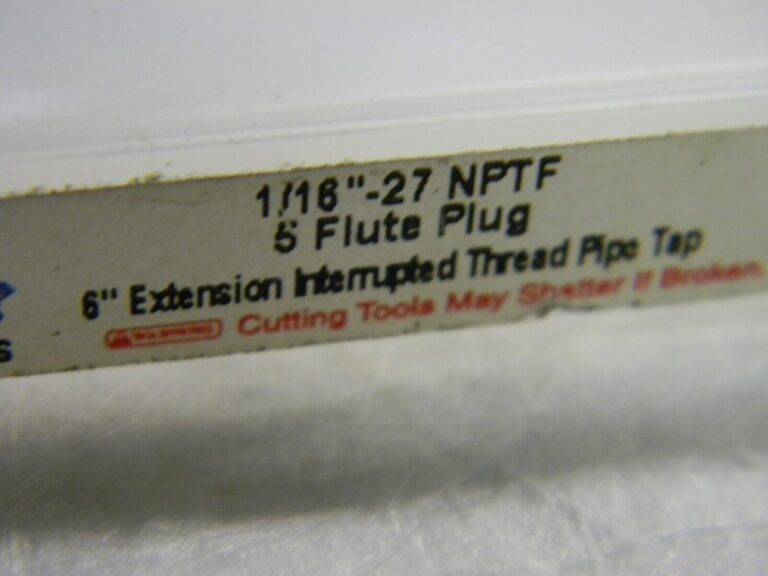 1/16"-27 NPTF
5 Flute Plug
6" Extension Interrupted Thread Pipe Tap
WARNING Cutting Tools May Shatter If Broken.
s